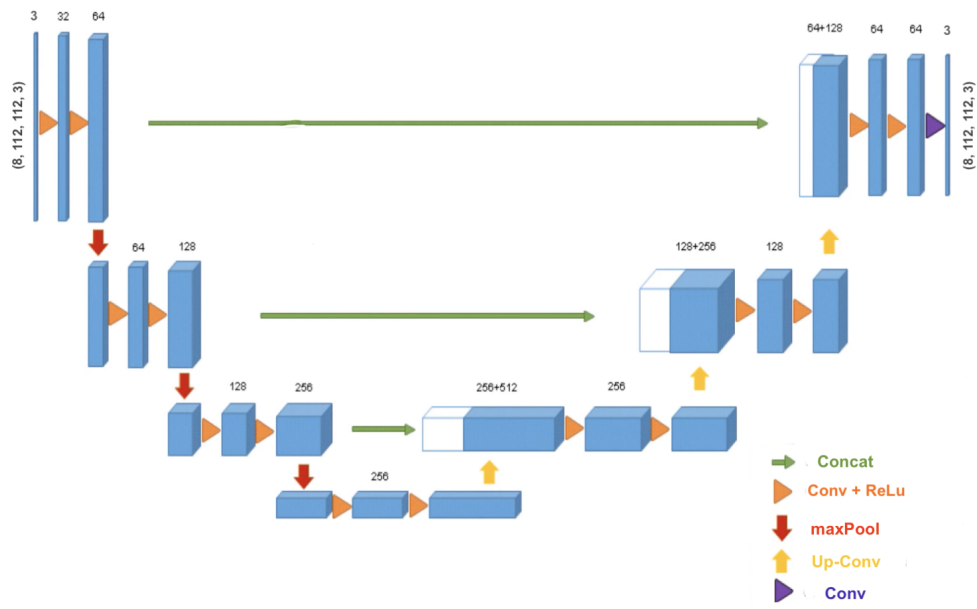 3 32 64
(8, 112, 112, 3)
64+128 64 64 3
(8, 112, 112, 3)
64 128
128+256 128
128 256
256+512 256
256
Concat
Conv + ReLu
maxPool
Up-Conv
Conv